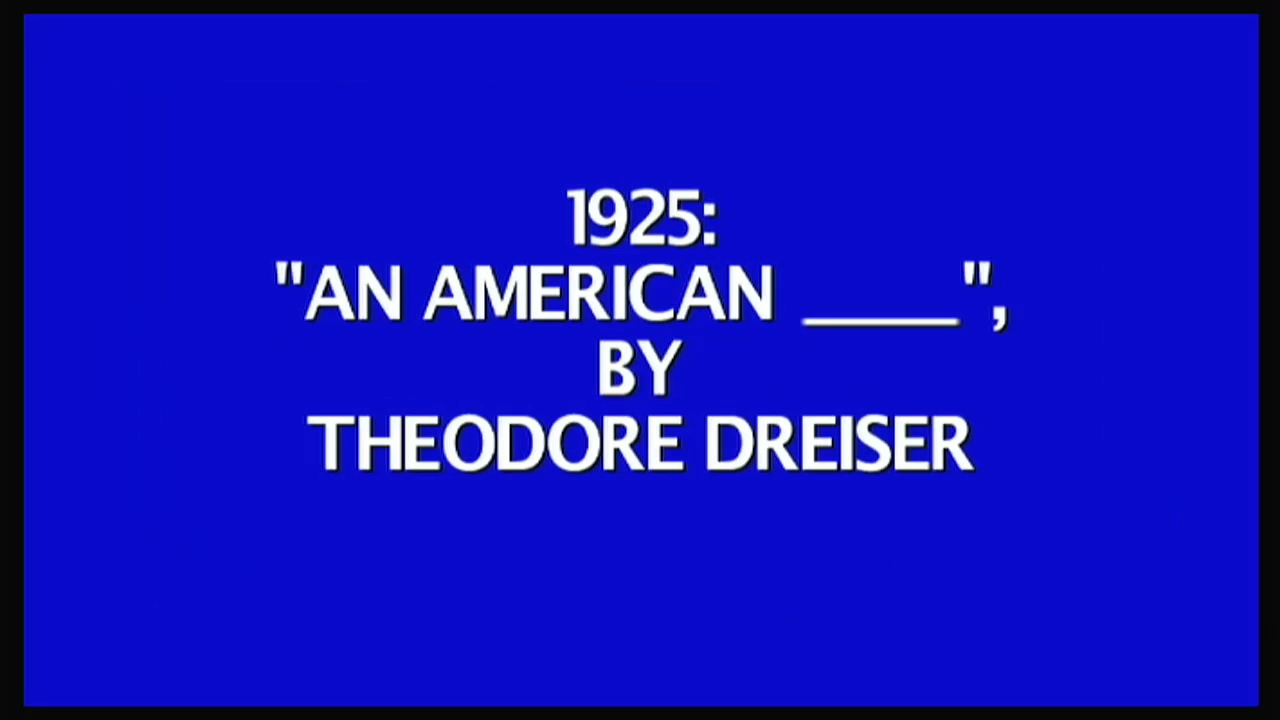 1925:
"AN AMERICAN ____",
BY
THEODORE DREISER